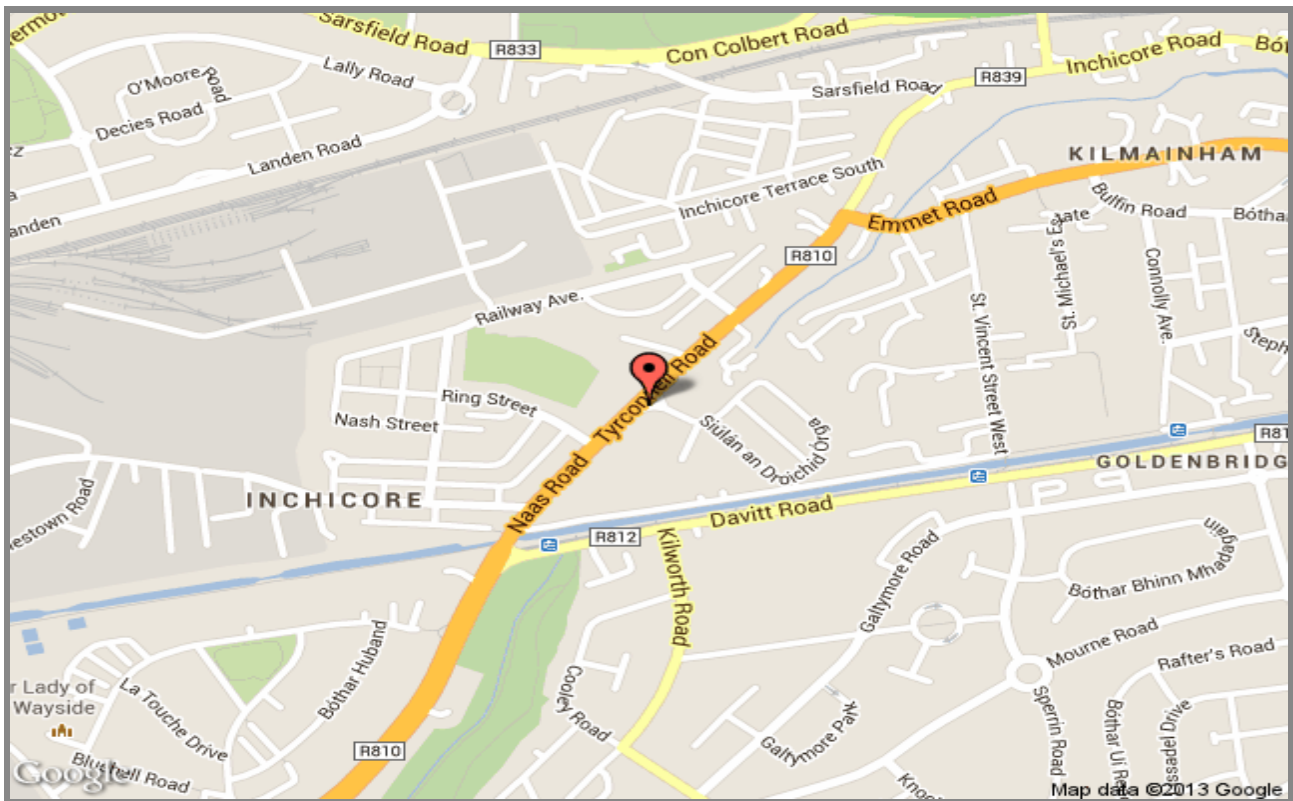 Sarsfield Road
R833
Con Colbert Road
Inchicore Road
R839
Lally Road
O'Moore
Road
Decies Road
Sarsfield Road
Landen Road
KILMAINHAM
Inchicore Terrace South
Emmet Road
Bulfin Road
R810
St. Michael's Estate
Connolly Ave.
Railway Ave.
St. Vincent Street West
Tyrconnell Road
Ring Street
Nash Street
Siúlán an Droichid Órga
INCHICORE
Naas Road
GOLDENBRIDG
Davitt Road
R812
Kilworth Road
Galtymore Road
Bóthar Bhinn Mhadagáin
Mourne Road
Rafter's Road
Bóthar Huband
r Lady of
Wayside
La Touche Drive
Cooley Road
Galtymore Park
Sperrin Road
R810
Google
Map data ©2013 Google